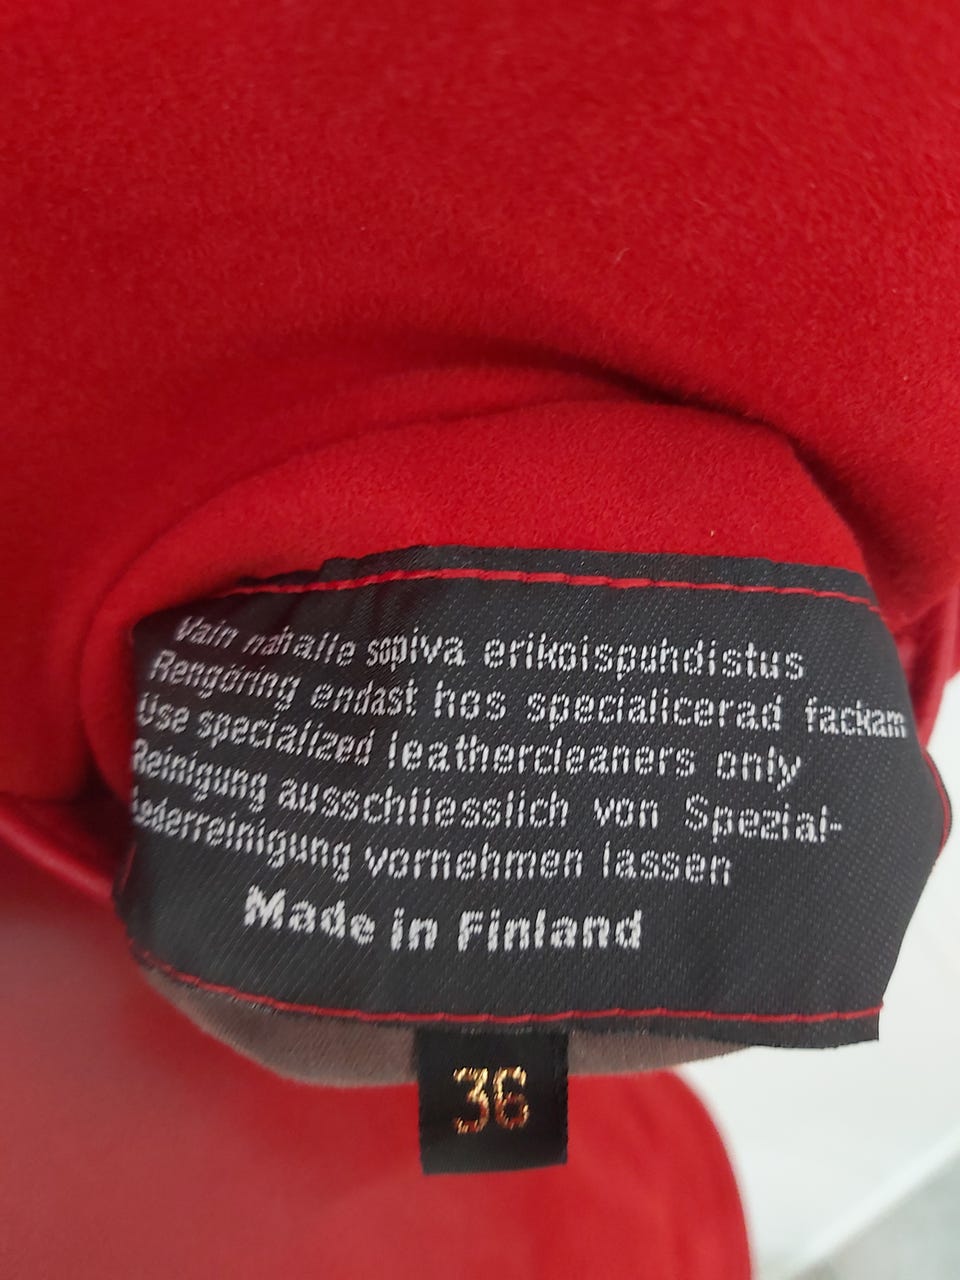 Vain nahalle sopiva erikoispuhdistus
Rengöring endast hos specialicerad fackam
Use specialized leathercleaners only
Reinigung ausschliesslich von Spezial-
Lederreinigung vornehmen lassen
Made in Finland
36